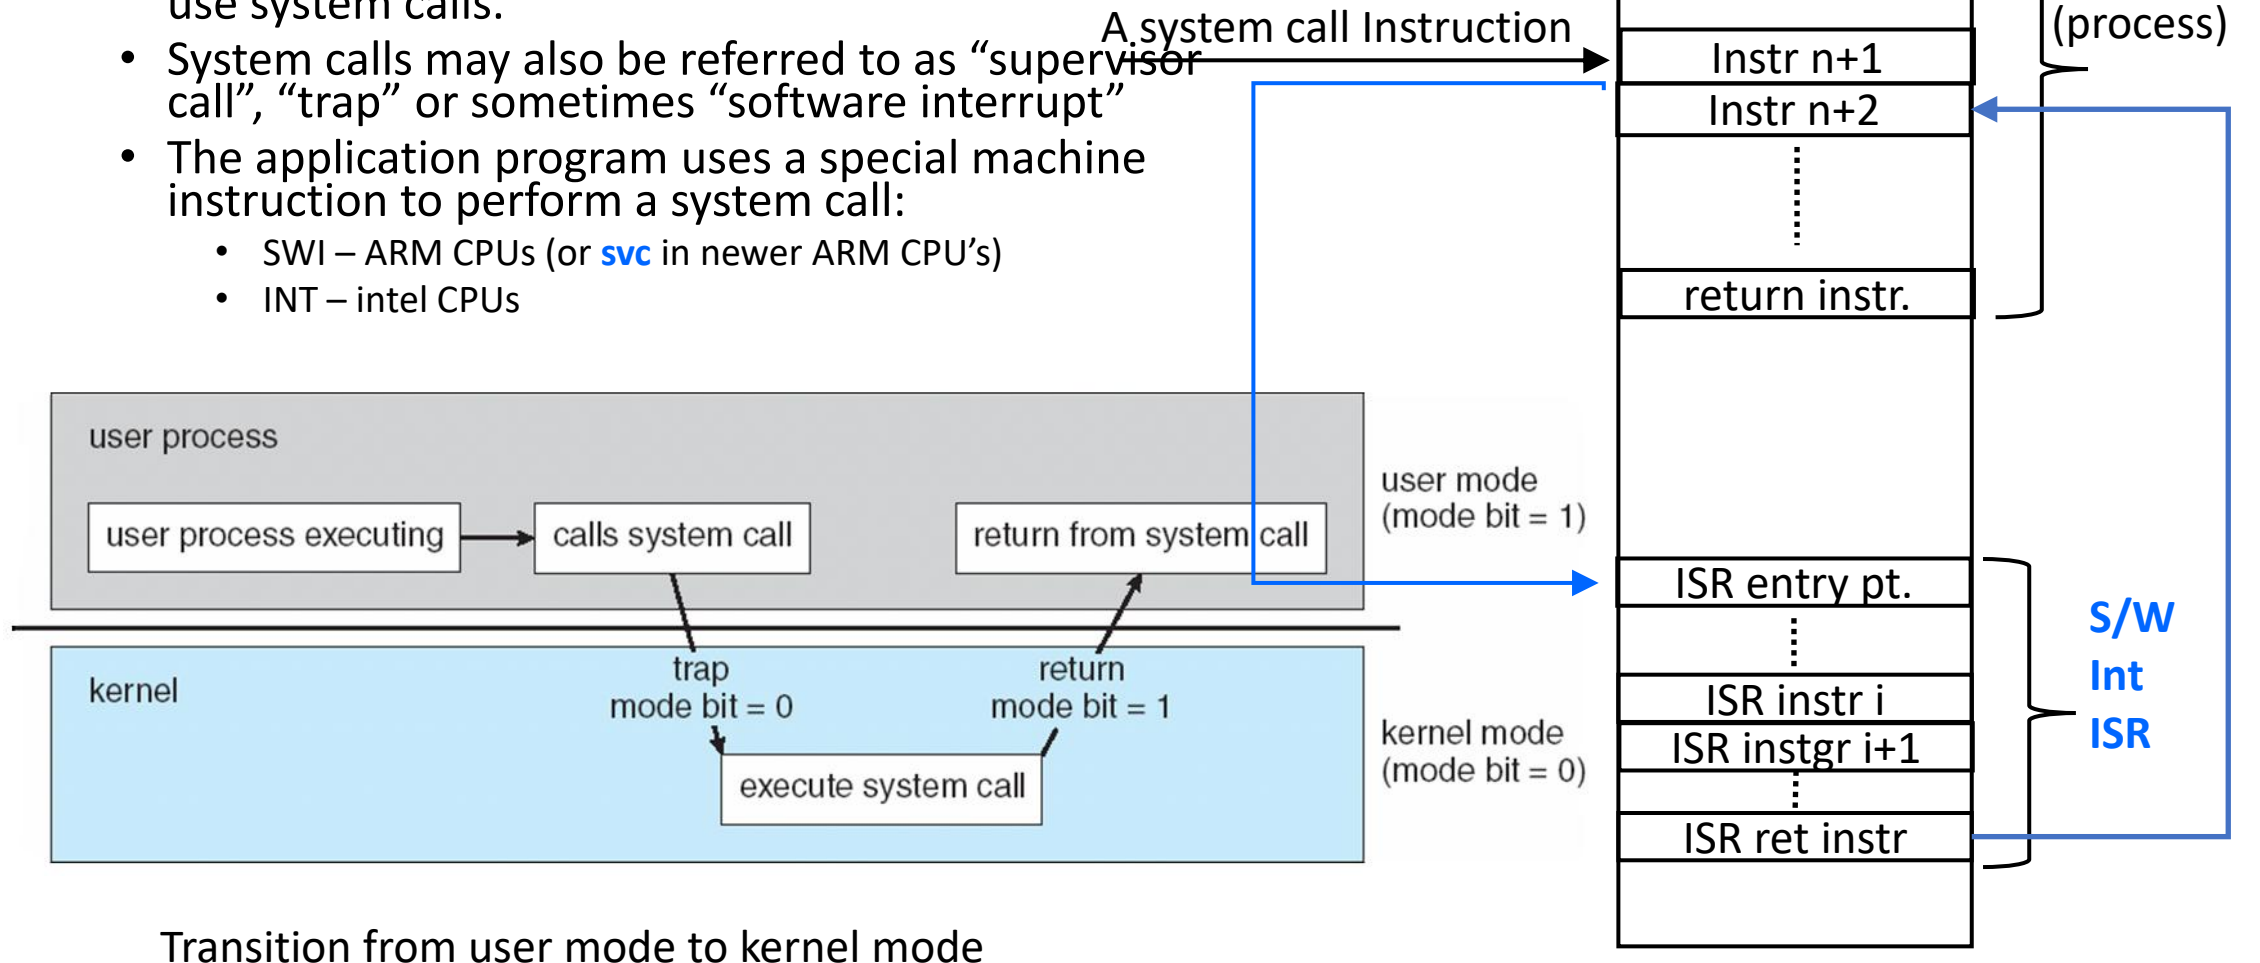 use system calls.
• System calls may also be referred to as “supervisor
call”, “trap” or sometimes “software interrupt”
• The application program uses a special machine
instruction to perform a system call:
• SWI – ARM CPUs (or svc in newer ARM CPU’s)
• INT – intel CPUs
A system call Instruction
Instr n+1
Instr n+2
return instr.
(process)
user process
user process executing
calls system call
return from system call
user mode
(mode bit = 1)
kernel
trap
mode bit = 0
return
mode bit = 1
execute system call
kernel mode
(mode bit = 0)
ISR entry pt.
ISR instr i
ISR instgr i+1
ISR ret instr
S/W
Int
ISR
Transition from user mode to kernel mode